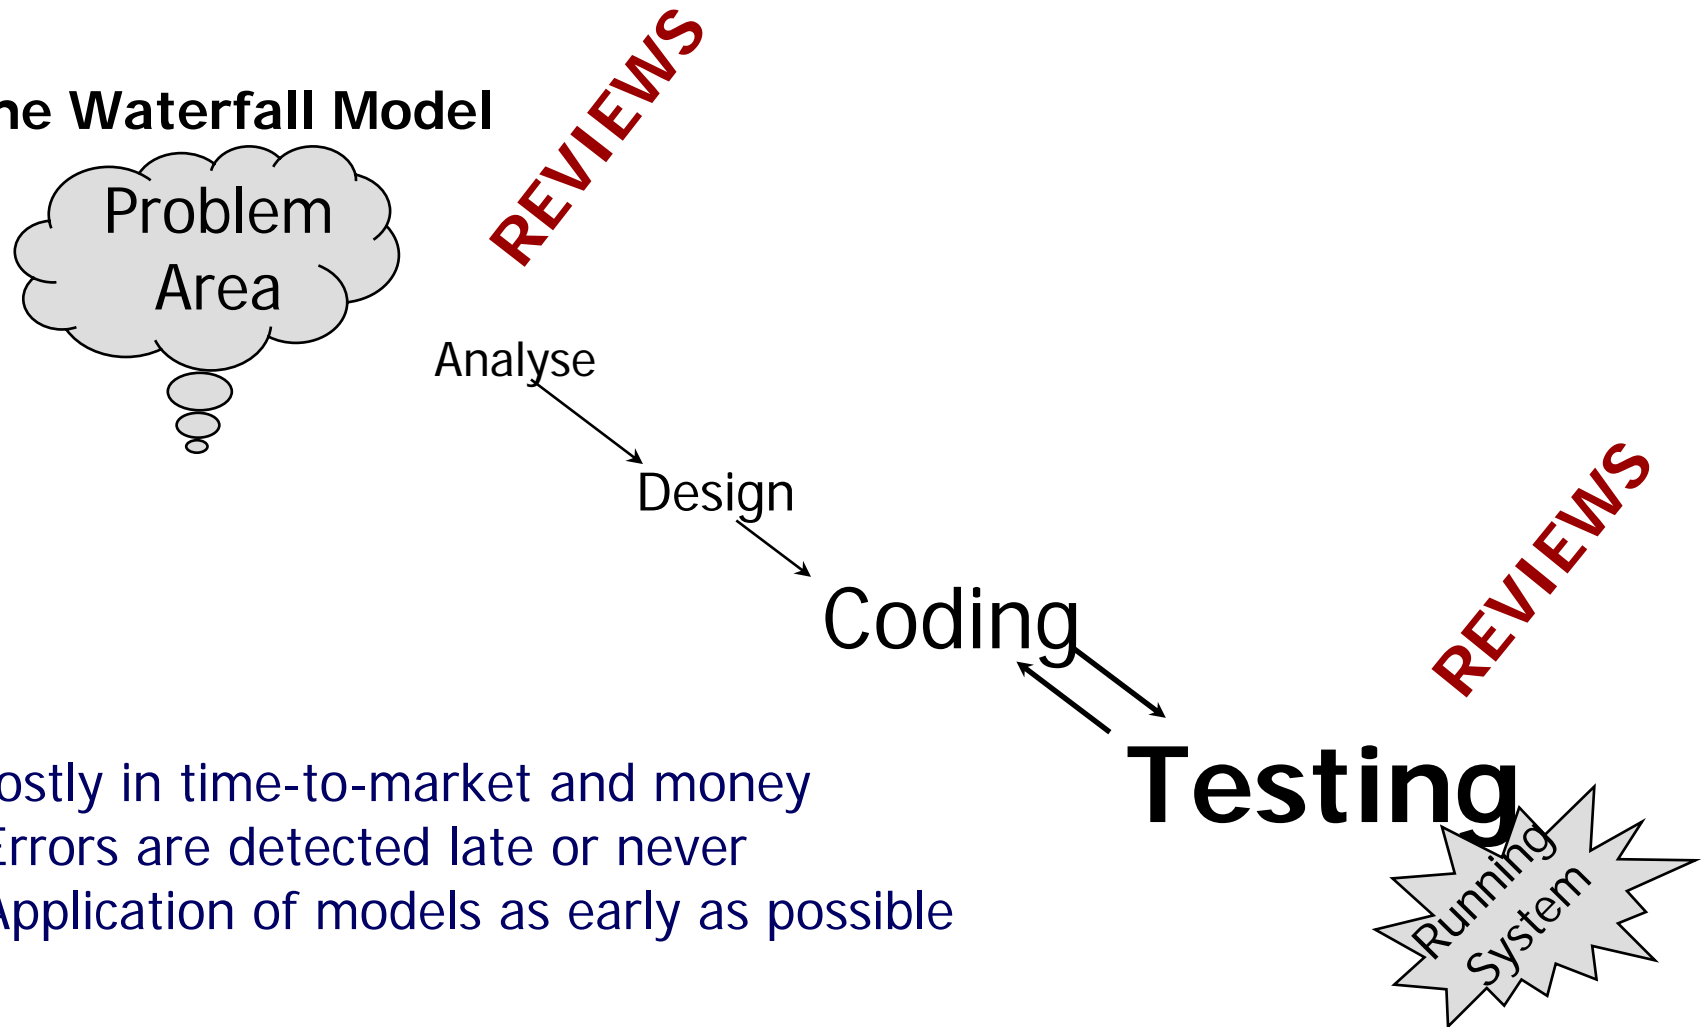 REVIEWS
ne Waterfall Model
Problem
Area
Analyse
Design
Coding
REVIEWS
Testing
Running
System
ostly in time-to-market and money
Errors are detected late or never
Application of models as early as possible